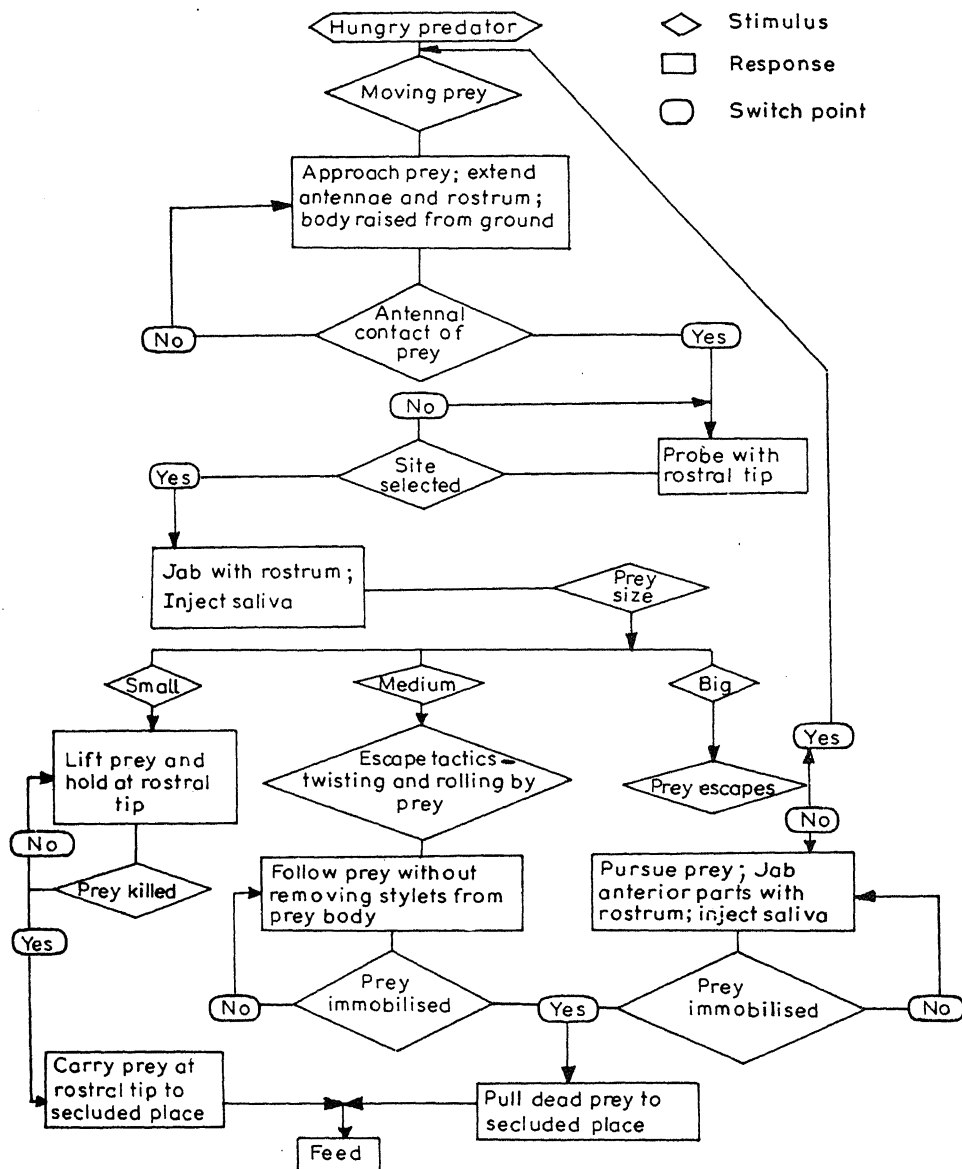 Hungry predator
Stimulus
Response
Switch point
Moving prey
Approach prey; extend
antennae and rostrum;
body raised from ground
Antennal
contact of
prey
No
Yes
No
Site
selected
Yes
Probe with
rostral tip
Jab with rostrum;
Inject saliva
Prey
size
Small
Medium
Big
Lift prey and
hold at rostral
tip
Escape tactics -
twisting and rolling by
prey
Prey escapes
Yes
No
No
Prey killed
Yes
Follow prey without
removing stylets from
prey body
Pursue prey; Jab
anterior parts with
rostrum; inject saliva
No
Prey
immobilised
Yes
Prey
immobilised
No
Carry prey at
rostral tip to
secluded place
Pull dead prey to
secluded place
Feed